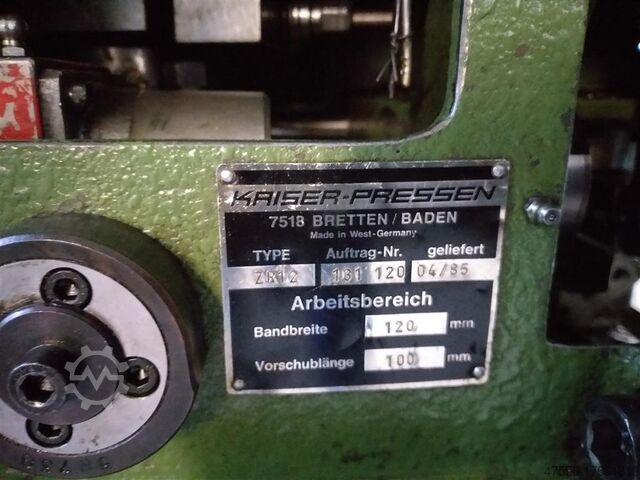 KAISER-PRESSEN
7518 BRETTEN/BADEN
Made in West-Germany
TYPE Auftrag-Nr. geliefert
ZR12 131 120 04/85
Arbeitsbereich
Bandbreite 120 mm
Vorschublänge 100 mm